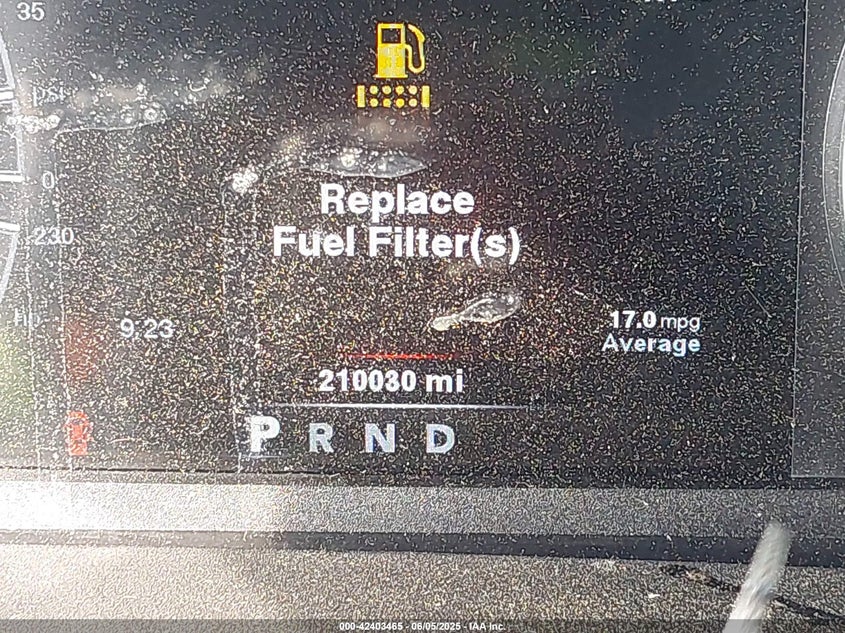 35
psi
0
230
Replace
Fuel Filter(s)
9:23
17.0 mpg
Average
210030 mi
P R N D
000-42403465 - 06/05/2025 - IAA Inc.